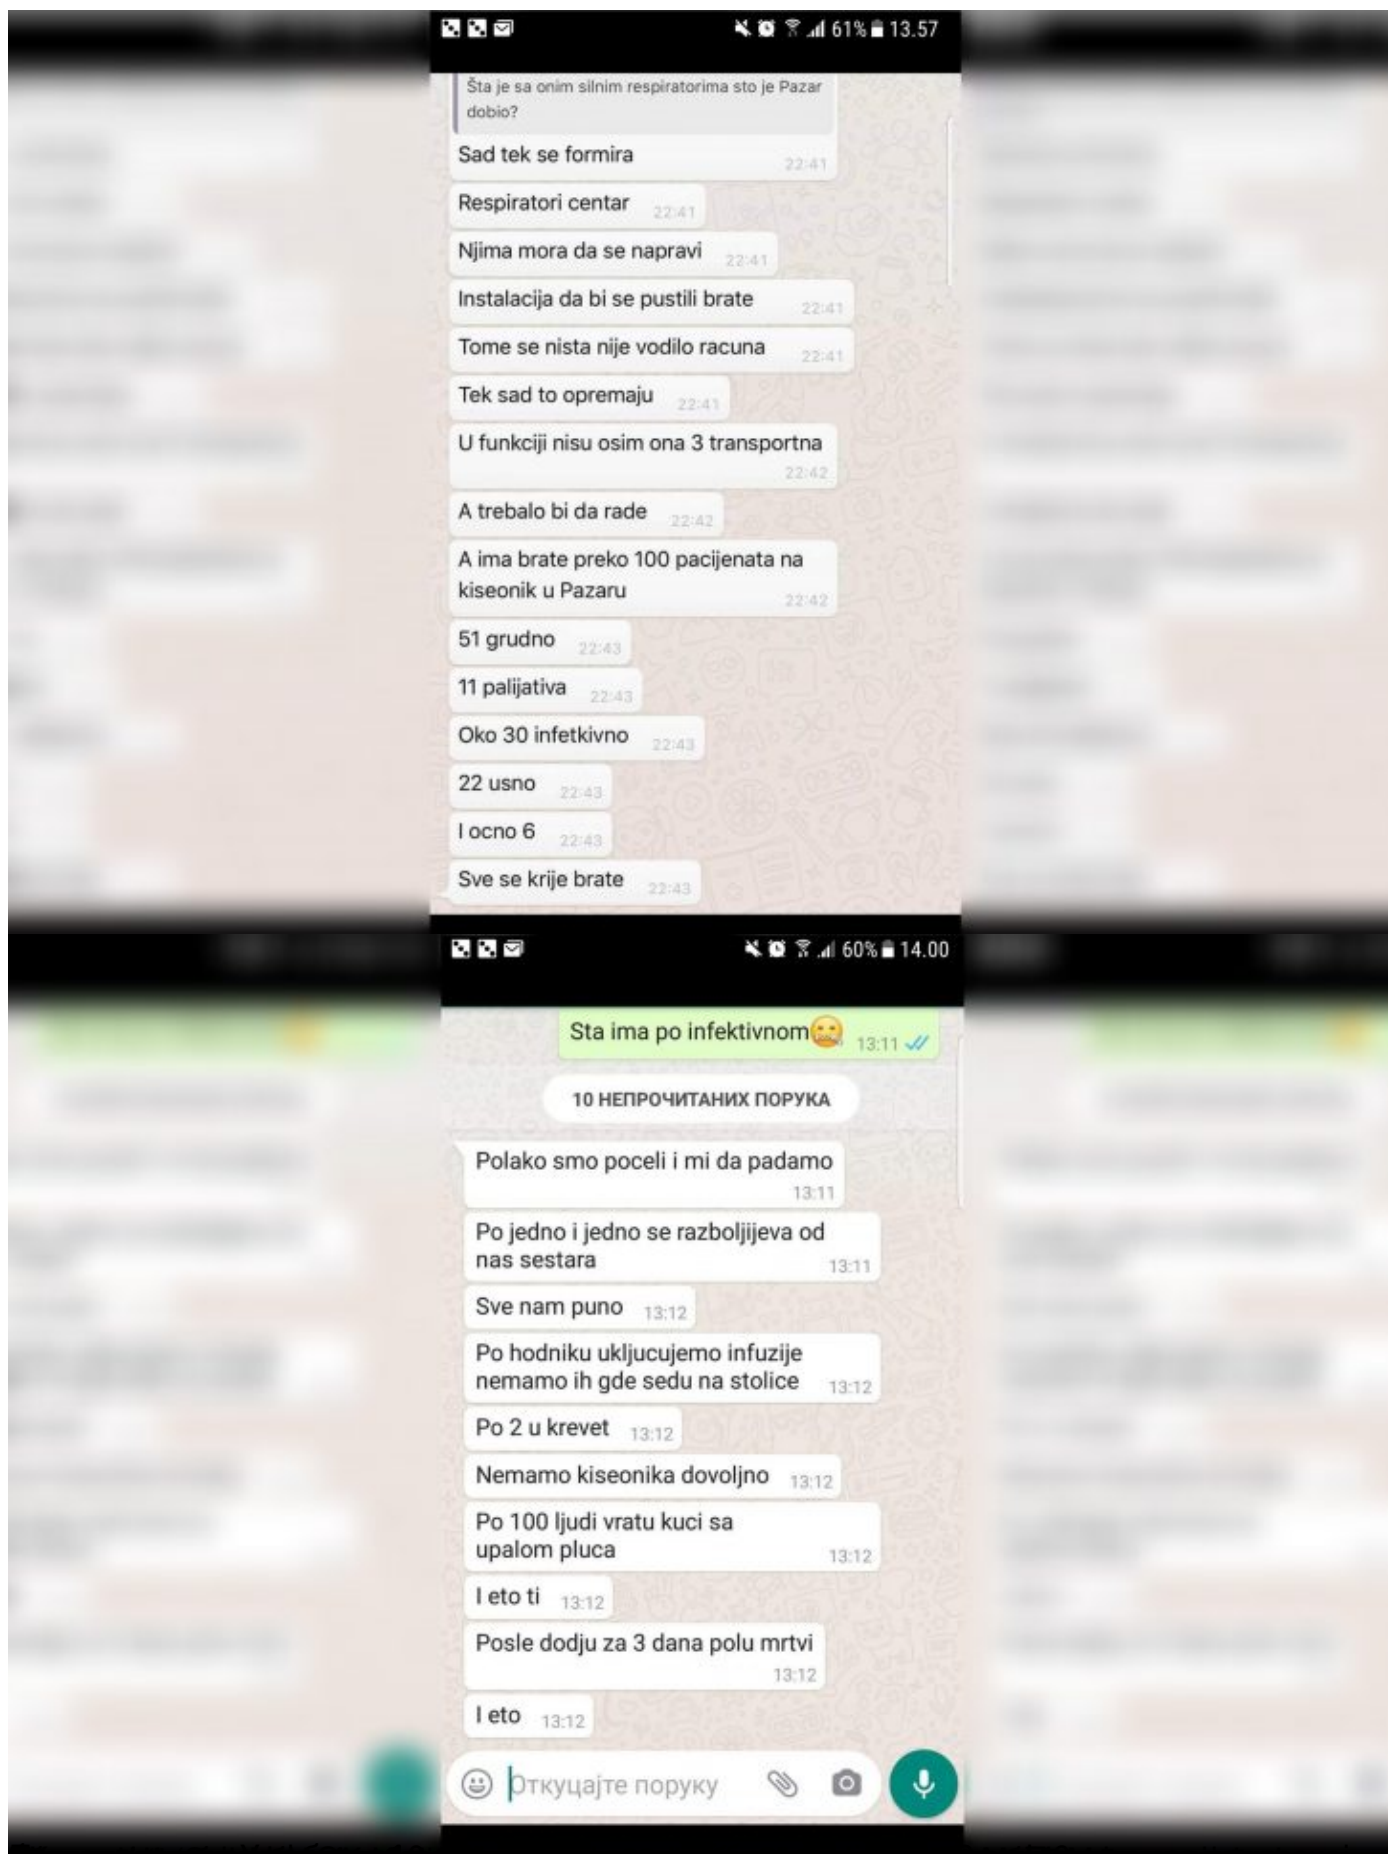 61% 13.57
Šta je sa onim silnim respiratorima sto je Pazar
dobio?
Sad tek se formira
22:41
Respiratori centar 22:41
Njima mora da se napravi 22:41
Instalacija da bi se pustili brate 22:41
Tome se nista nije vodilo racuna 22:41
Tek sad to opremaju 22:41
U funkciji nisu osim ona 3 transportna
22:42
A trebalo bi da rade 22:42
A ima brate preko 100 pacijenata na
kiseonik u Pazaru
22:42
51 grudno 22:43
11 palijativa 22:43
Oko 30 infetkivno 22:43
22 usno 22:43
I ocno 6 22:43
Sve se krije brate 22:43
60% 14.00
Sta ima po infektivnom 13:11
10 НЕПРОЧИТАНИХ ПОРУКА
Polako smo poceli i mi da padamo
13:11
Po jedno i jedno se razboljijeva od
nas sestara 13:11
Sve nam puno 13:12
Po hodniku ukljucujemo infuzije
nemamo ih gde sedu na stolice 13:12
Po 2 u krevet 13:12
Nemamo kiseonika dovoljno 13:12
Po 100 ljudi vratu kuci sa
upalom pluca 13:12
I eto ti 13:12
Posle dodju za 3 dana polu mrtvi
13:12
I eto 13:12
Откуцајте поруку